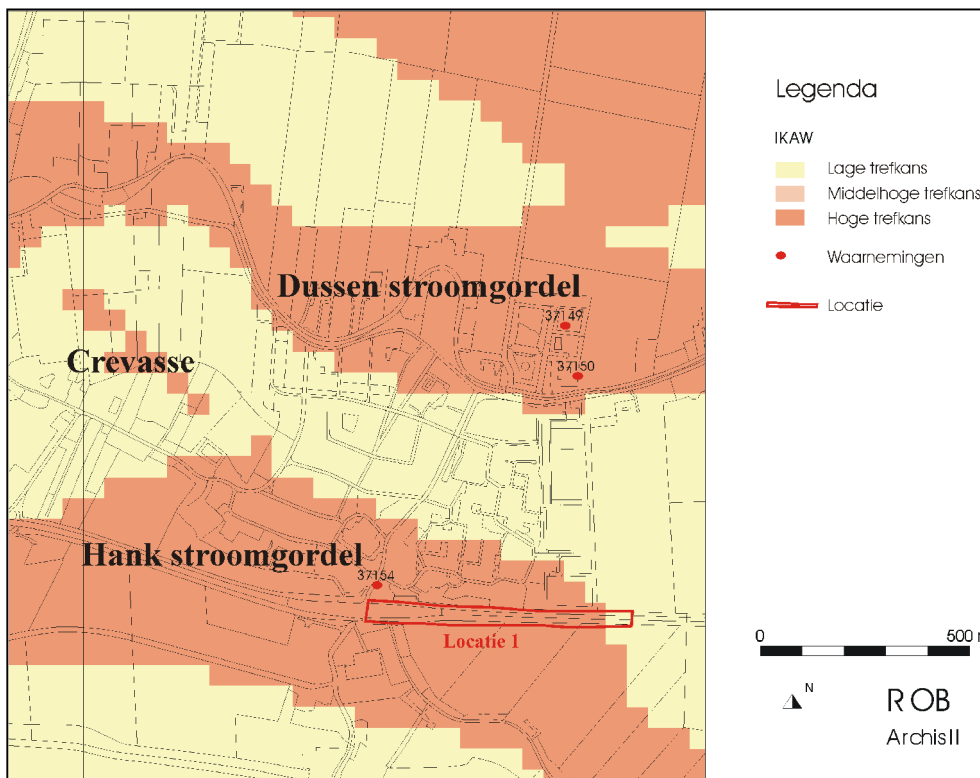 Dussen stroomgordel
37149
37150
Crevasse
Hank stroomgordel
37154
Locatie 1
Legenda
IKAW
Lage trefkans
Middelhoge trefkans
Hoge trefkans
Waarnemingen
Locatie
0 500 m
N
ROB
ArchisII